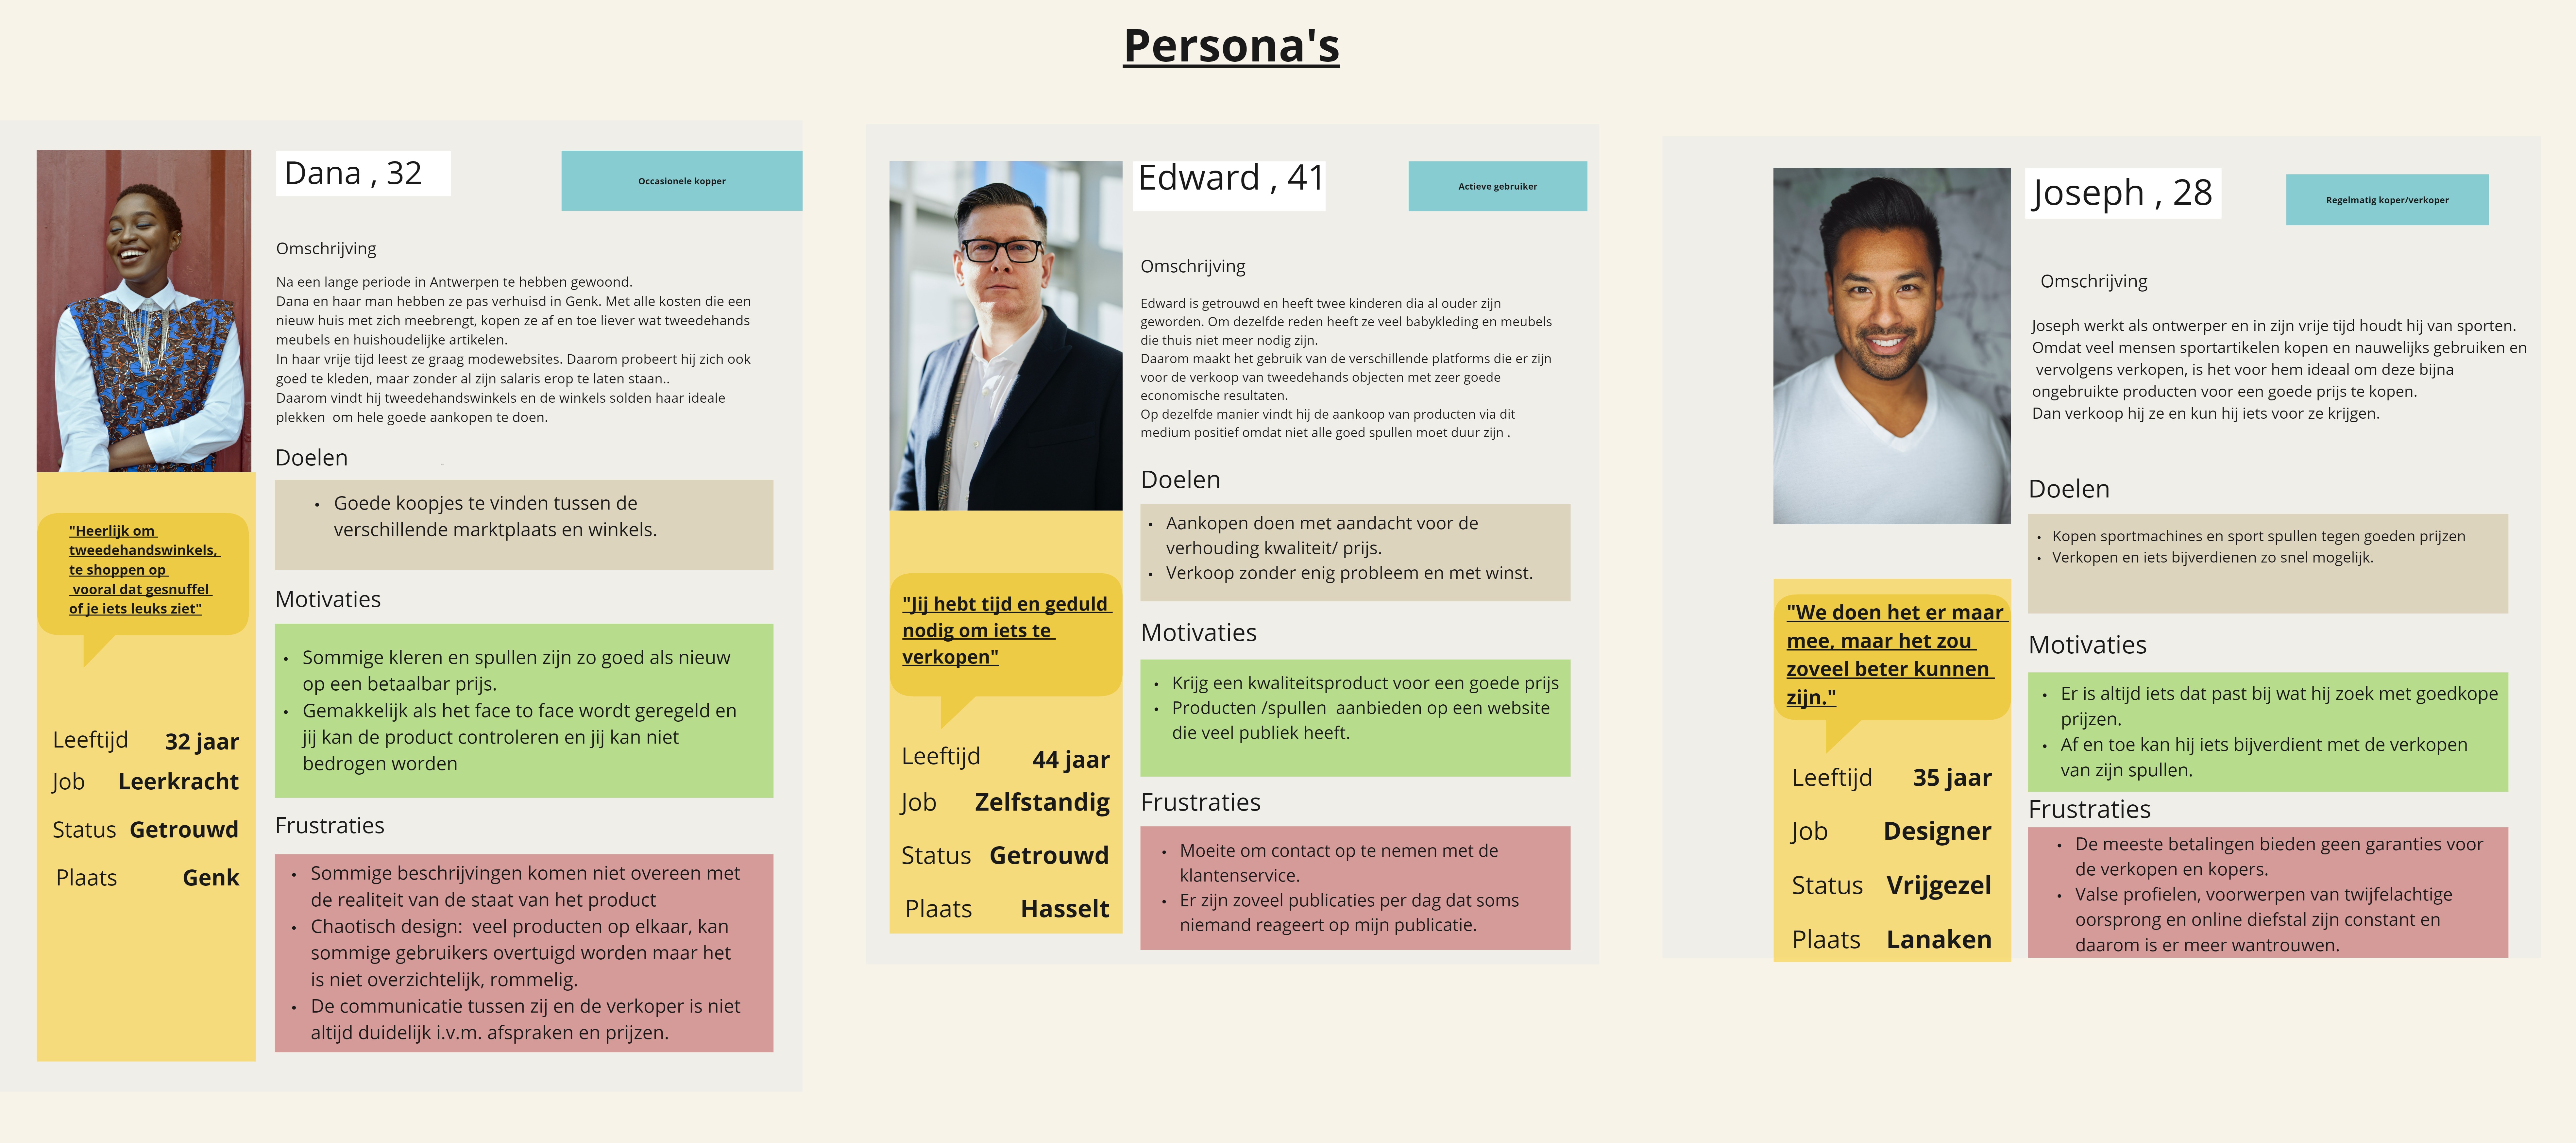 Persona's
Dana , 32
Occasionele kopper
Omschrijving
Na een lange periode in Antwerpen te hebben gewoond.
Dana en haar man hebben ze pas verhuisd in Genk. Met alle kosten die een
nieuw huis met zich meebrengt, kopen ze af en toe liever wat tweedehands
meubels en huishoudelijke artikelen.
In haar vrije tijd leest ze graag modewebsites. Daarom probeert hij zich ook
goed te kleden, maar zonder al zijn salaris erop te laten staan..
Daarom vindt hij tweedehandswinkels en de winkels solden haar ideale
plekken  om hele goede aankopen te doen.
Doelen
• Goede koopjes te vinden tussen de
verschillende marktplaats en winkels.
"Heerlijk om
tweedehandswinkels,
te shoppen op
vooral dat gesnuffel
of je iets leuks ziet"
Motivaties
• Sommige kleren en spullen zijn zo goed als nieuw
op een betaalbar prijs.
• Gemakkelijk als het face to face wordt geregeld en
jij kan de product controleren en jij kan niet
bedrogen worden
Leeftijd 32 jaar
Job Leerkracht
Status Getrouwd
Plaats Genk
Frustraties
• Sommige beschrijvingen komen niet overeen met
de realiteit van de staat van het product
• Chaotisch design:  veel producten op elkaar, kan
sommige gebruikers overtuigd worden maar het
is niet overzichtelijk, rommelig.
• De communicatie tussen zij en de verkoper is niet
altijd duidelijk i.v.m. afspraken en prijzen.
Edward , 41
Actieve gebruiker
Omschrijving
Edward is getrouwd en heeft twee kinderen dia al ouder zijn
geworden. Om dezelfde reden heeft ze veel babykleding en meubels
die thuis niet meer nodig zijn.
Daarom maakt het gebruik van de verschillende platforms die er zijn
voor de verkoop van tweedehands objecten met zeer goede
economische resultaten.
Op dezelfde manier vindt hij de aankoop van producten via dit
medium positief omdat niet alle goed spullen moet duur zijn .
Doelen
• Aankopen doen met aandacht voor de
verhouding kwaliteit/ prijs.
• Verkoop zonder enig probleem en met winst.
"Jij hebt tijd en geduld
nodig om iets te
verkopen"
Motivaties
• Krijg een kwaliteitsproduct voor een goede prijs
• Producten /spullen  aanbieden op een website
die veel publiek heeft.
Leeftijd 44 jaar
Job Zelfstandig
Status Getrouwd
Plaats Hasselt
Frustraties
• Moeite om contact op te nemen met de
klantenservice.
• Er zijn zoveel publicaties per dag dat soms
niemand reageert op mijn publicatie.
Joseph , 28
Regelmatig koper/verkoper
Omschrijving
Joseph werkt als ontwerper en in zijn vrije tijd houdt hij van sporten.
Omdat veel mensen sportartikelen kopen en nauwelijks gebruiken en
vervolgens verkopen, is het voor hem ideaal om deze bijna
ongebruikte producten voor een goede prijs te kopen.
Dan verkoop hij ze en kun hij iets voor ze krijgen.
Doelen
• Kopen sportmachines en sport spullen tegen goeden prijzen
• Verkopen en iets bijverdienen zo snel mogelijk.
"We doen het er maar
mee, maar het zou
zoveel beter kunnen
zijn."
Motivaties
• Er is altijd iets dat past bij wat hij zoek met goedkope
prijzen.
• Af en toe kan hij iets bijverdient met de verkopen
van zijn spullen.
Leeftijd 35 jaar
Job Designer
Status Vrijgezel
Plaats Lanaken
Frustraties
• De meeste betalingen bieden geen garanties voor
de verkopen en kopers.
• Valse profielen, voorwerpen van twijfelachtige
oorsprong en online diefstal zijn constant en
daarom is er meer wantrouwen.